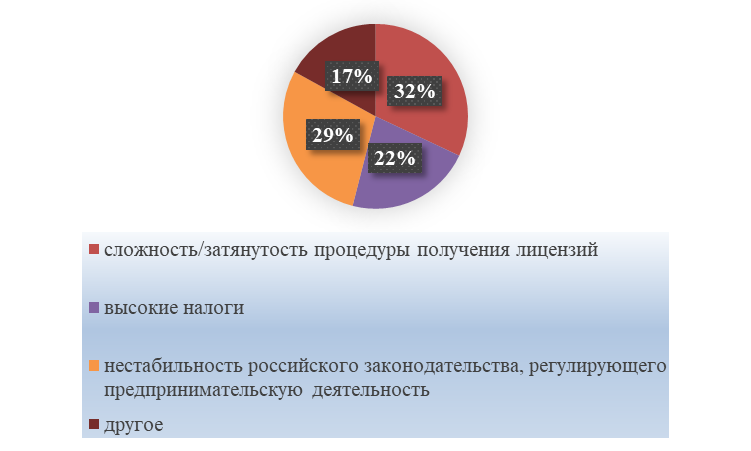 17%
32%
29%
22%
сложность/затянутость процедуры получения лицензий
высокие налоги
нестабильность российского законодательства, регулирующего
предпринимательскую деятельность
другое